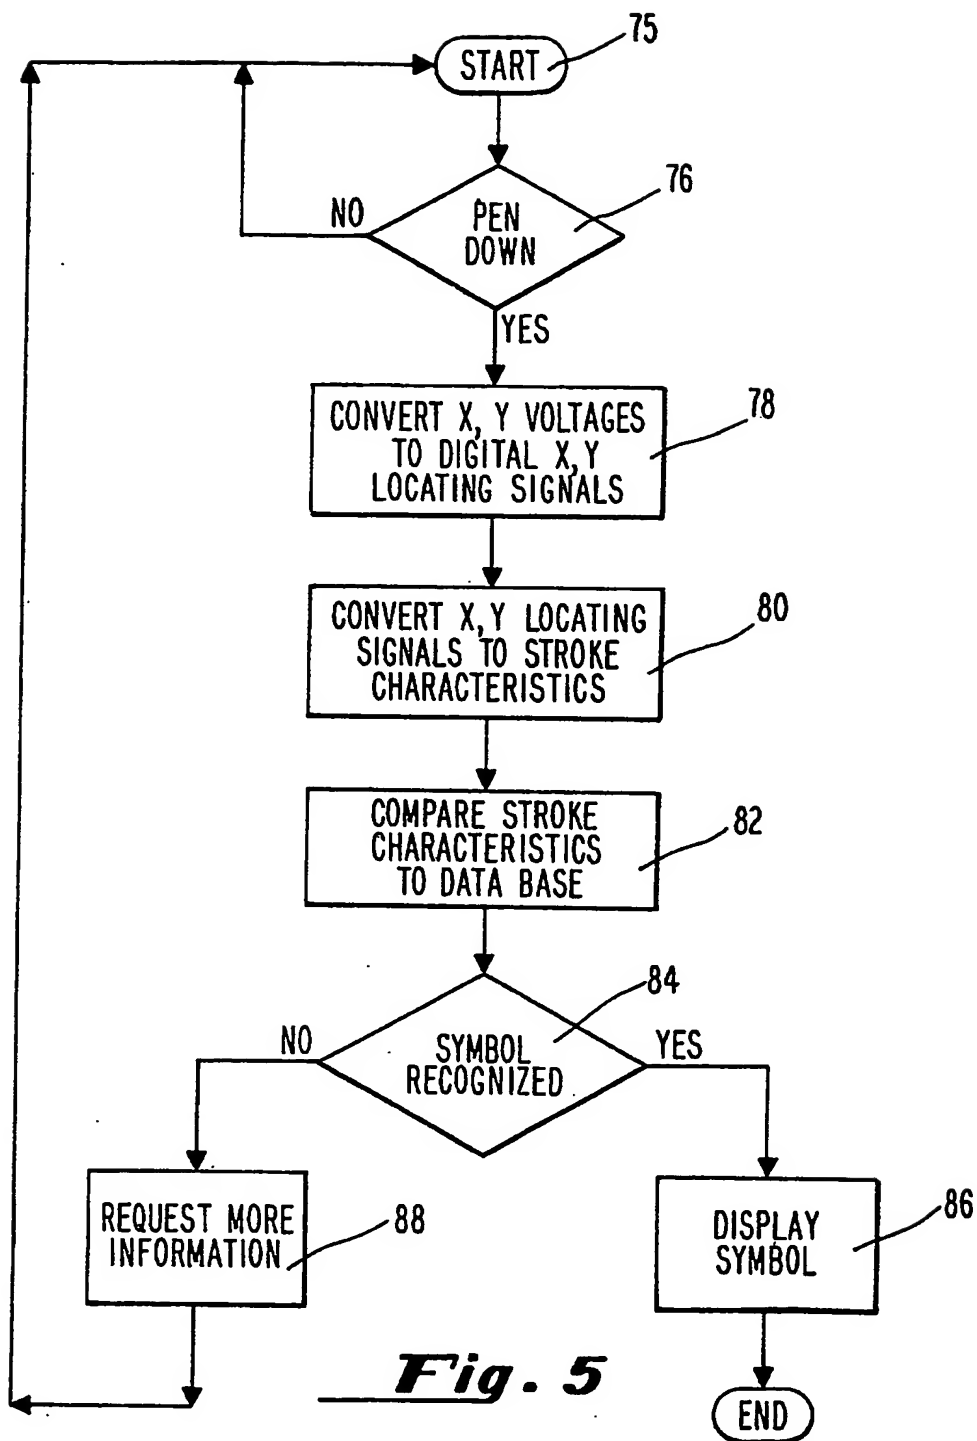 75
START
76
NO
PEN
DOWN
YES
78
CONVERT X, Y VOLTAGES
TO DIGITAL X, Y
LOCATING SIGNALS
80
CONVERT X, Y LOCATING
SIGNALS TO STROKE
CHARACTERISTICS
82
COMPARE STROKE
CHARACTERISTICS
TO DATA BASE
84
NO
YES
SYMBOL
RECOGNIZED
REQUEST MORE
INFORMATION
88
DISPLAY
SYMBOL
86
Fig. 5
END